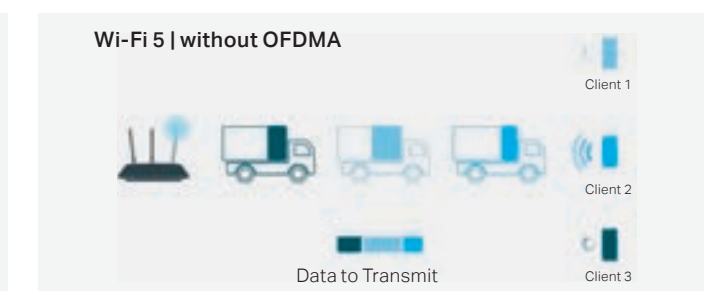 Wi-Fi 5 | without OFDMA
Client 1
Client 2
Data to Transmit
Client 3